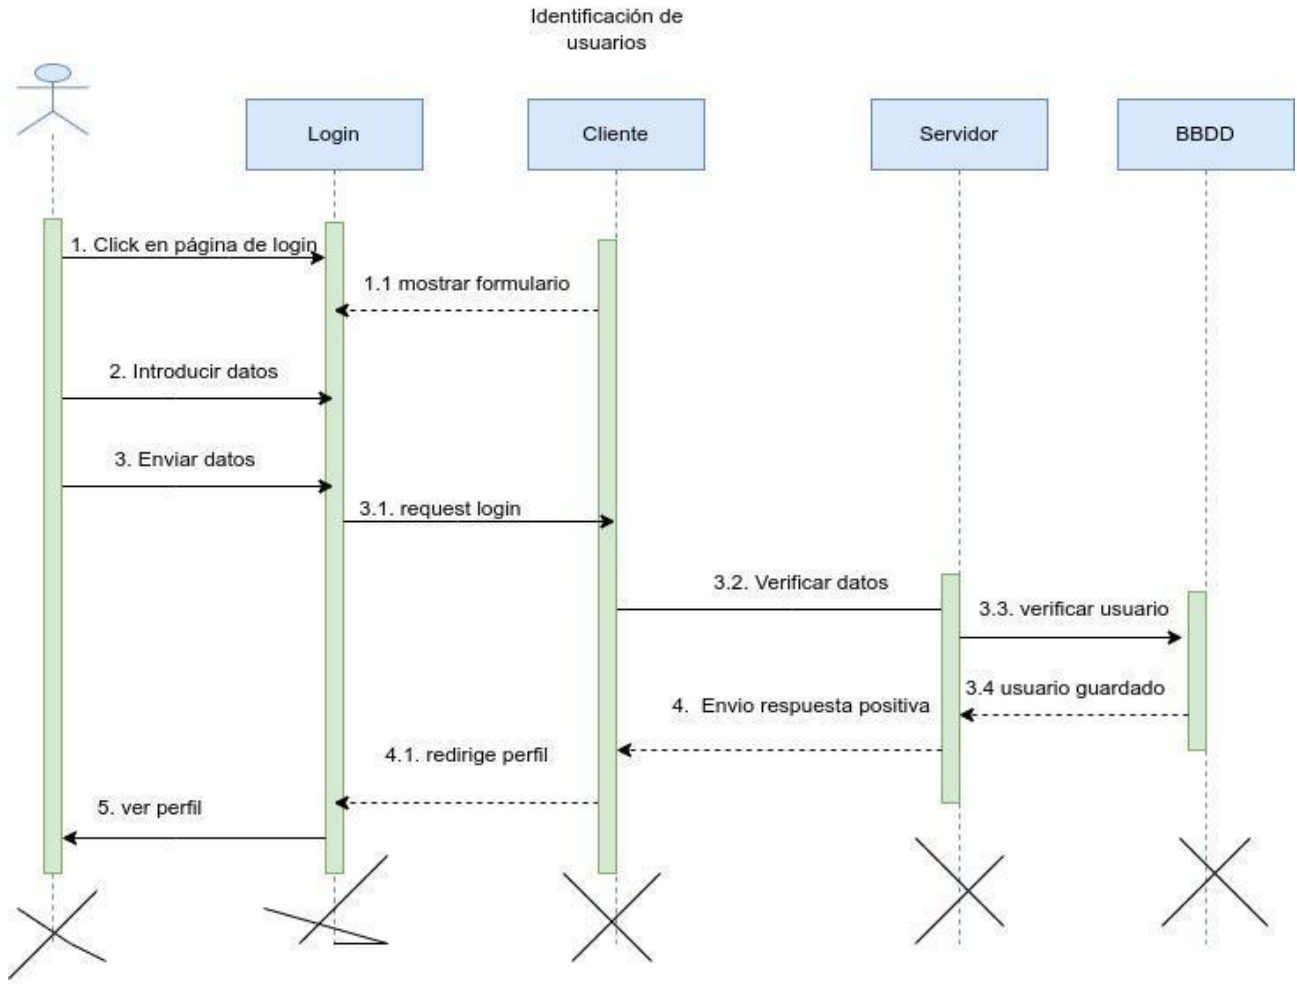 Identificación de
usuarios
Login
Cliente
Servidor
BBDD
1. Click en página de login
1.1 mostrar formulario
2. Introducir datos
3. Enviar datos
3.1. request login
3.2. Verificar datos
3.3. verificar usuario
3.4 usuario guardado
4.  Envio respuesta positiva
4.1. redirige perfil
5. ver perfil